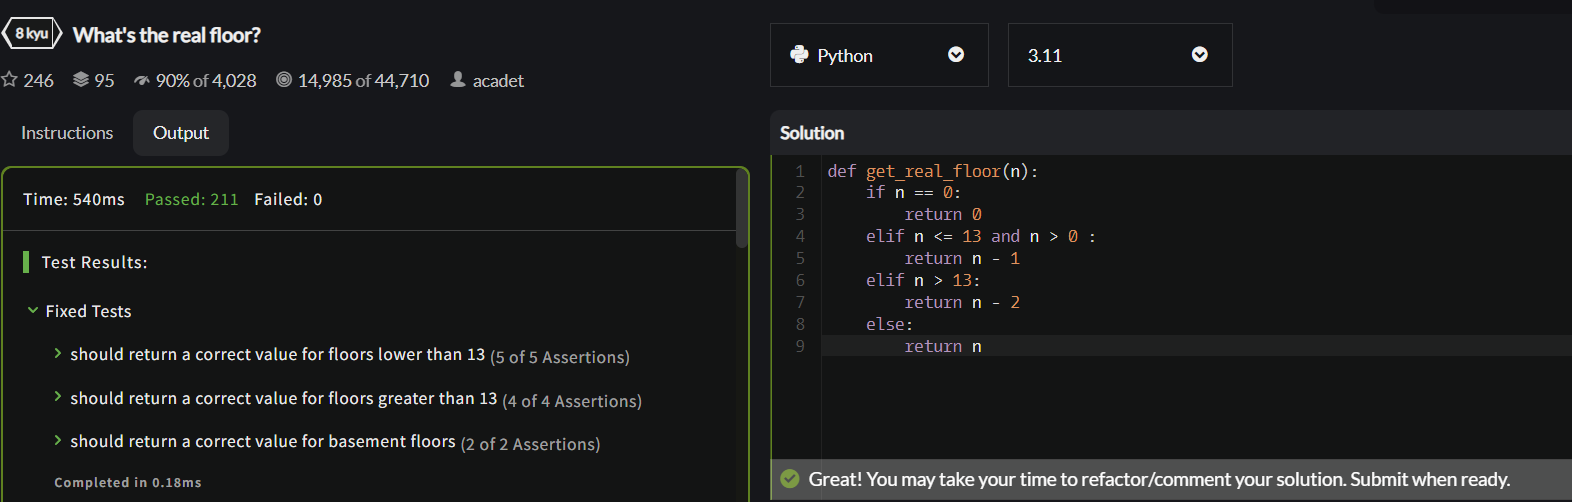 8 kyu What's the real floor?
246 95 90% of 4,028 14,985 of 44,710 acadet
Instructions Output
Time: 540ms Passed: 211 Failed: 0
Test Results:
Fixed Tests
should return a correct value for floors lower than 13 (5 of 5 Assertions)
should return a correct value for floors greater than 13 (4 of 4 Assertions)
should return a correct value for basement floors (2 of 2 Assertions)
Completed in 0.18ms
Python 3.11
Solution
1 def get_real_floor(n):
2 if n == 0:
3 return 0
4 elif n <= 13 and n > 0 :
5 return n - 1
6 elif n > 13:
7 return n - 2
8 else:
9 return n
Great! You may take your time to refactor/comment your solution. Submit when ready.